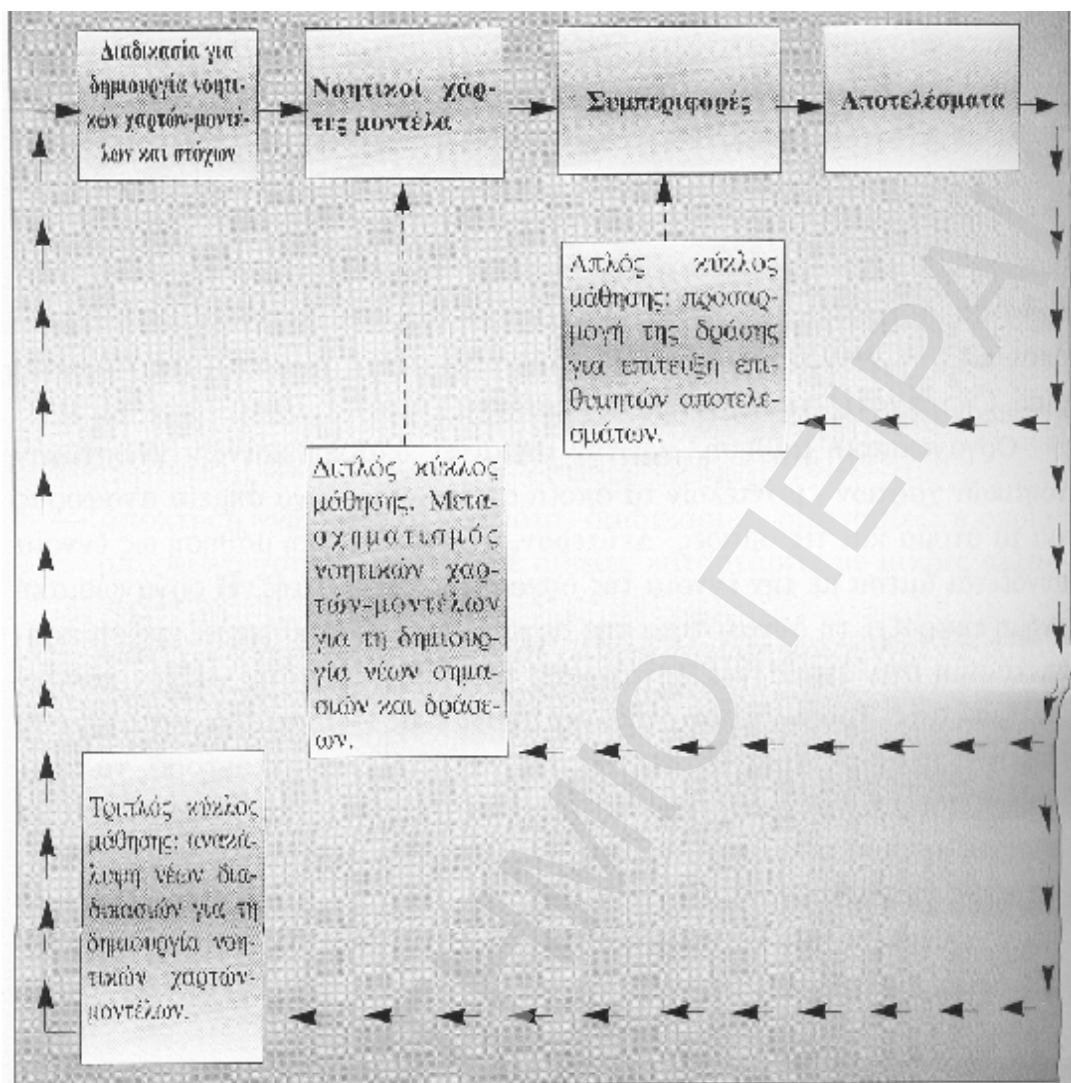 Διαδικασία για
δημιουργία νοητι-
κών χαρτών-μοντέ-
λων και στόχων
Νοητικοί χάρ-
τες μοντέλα
Συμπεριφορές
Αποτελέσματα
Απλός κύκλος
μάθησης: προσαρ-
μογή της δράσης
για επίτευξη επι-
θυμητών αποτελε-
σμάτων.
Διπλός κύκλος
μάθησης. Μετα-
σχηματισμός
νοητικών χαρ-
τών-μοντέλων
για τη δημιουρ-
γία νέων σημα-
σιών και δράσε-
ων.
Τριπλός κύκλος
μάθησης: ανακά-
λυψη νέων δια-
δικασιών για τη
δημιουργία νοη-
τικών χαρτών-
μοντέλων.
ΠΕΙΡΑ